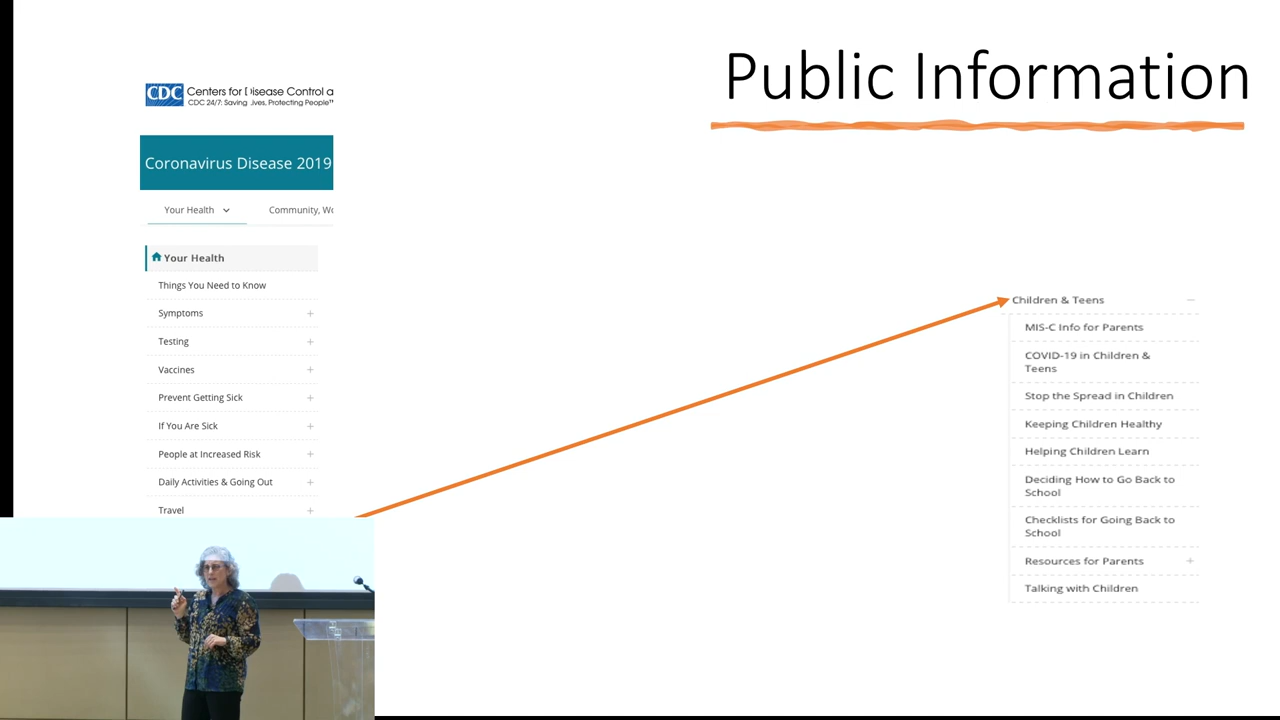 Public Information
CDC Centers for Disease Control a
CDC 24/7: Saving Lives, Protecting People™
Coronavirus Disease 2019
Your Health
Community, Wo
Your Health
Things You Need to Know
Symptoms +
Testing +
Vaccines +
Prevent Getting Sick +
If You Are Sick +
People at Increased Risk +
Daily Activities & Going Out +
Travel +
Children & Teens −
MIS-C Info for Parents
COVID-19 in Children &
Teens
Stop the Spread in Children
Keeping Children Healthy
Helping Children Learn
Deciding How to Go Back to
School
Checklists for Going Back to
School
Resources for Parents +
Talking with Children